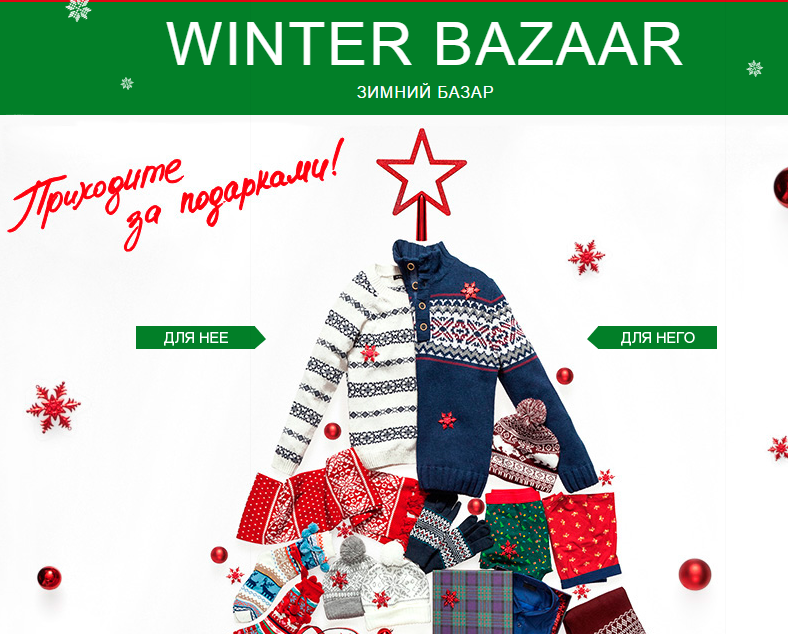 WINTER BAZAAR
ЗИМНИЙ БАЗАР
Приходите
за подарками!
ДЛЯ НЕЕ
ДЛЯ НЕГО